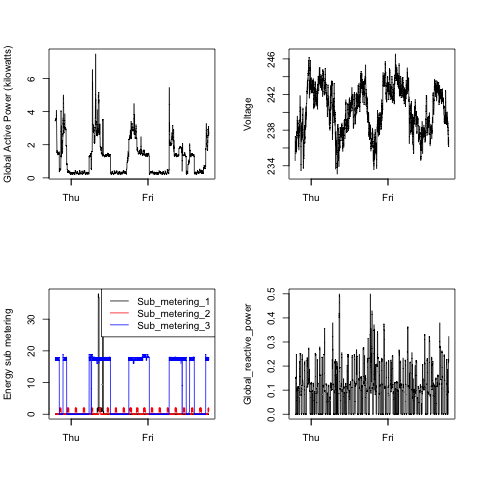 Global Active Power (kilowatts)
0 2 4 6
Thu Fri
Voltage
234 238 242 246
Thu Fri
Energy sub metering
0 10 20 30
Thu Fri
Sub_metering_1
Sub_metering_2
Sub_metering_3
Global_reactive_power
0.0 0.1 0.2 0.3 0.4 0.5
Thu Fri